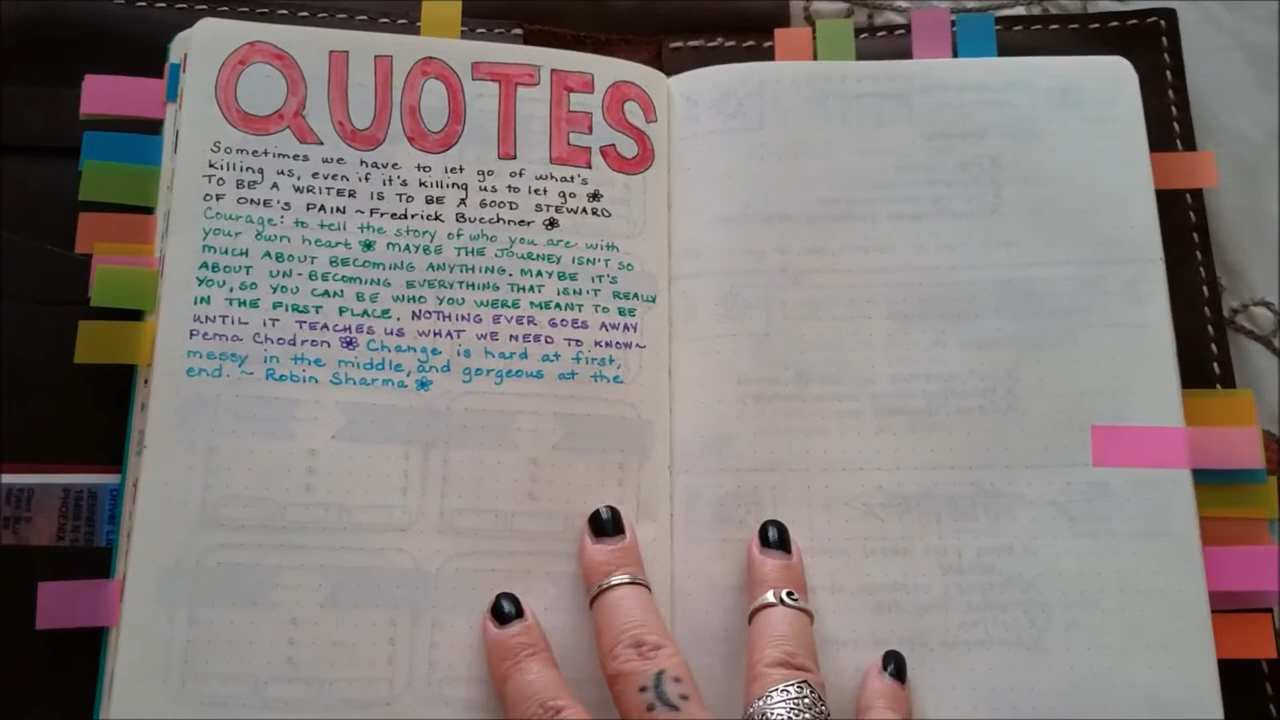 QUOTES
Sometimes we have to let go of what's
killing us, even if it's killing us to let go
TO BE A WRITER IS TO BE A GOOD STEWARD
OF ONE'S PAIN ~Fredrick Bucchner
Courage: to tell the story of who you are with
your own heart MAYBE THE JOURNEY ISN'T SO
MUCH ABOUT BECOMING ANYTHING. MAYBE IT'S
ABOUT UN-BECOMING EVERYTHING THAT ISN'T REALLY
YOU, SO YOU CAN BE WHO YOU WERE MEANT TO BE
IN THE FIRST PLACE. NOTHING EVER GOES AWAY
UNTIL IT TEACHES US WHAT WE NEED TO KNOW~
Pema Chodron Change is hard at first,
messy in the middle, and gorgeous at the
end. ~ Robin Sharma
Driver Li
JENNIFER
PHOENIX